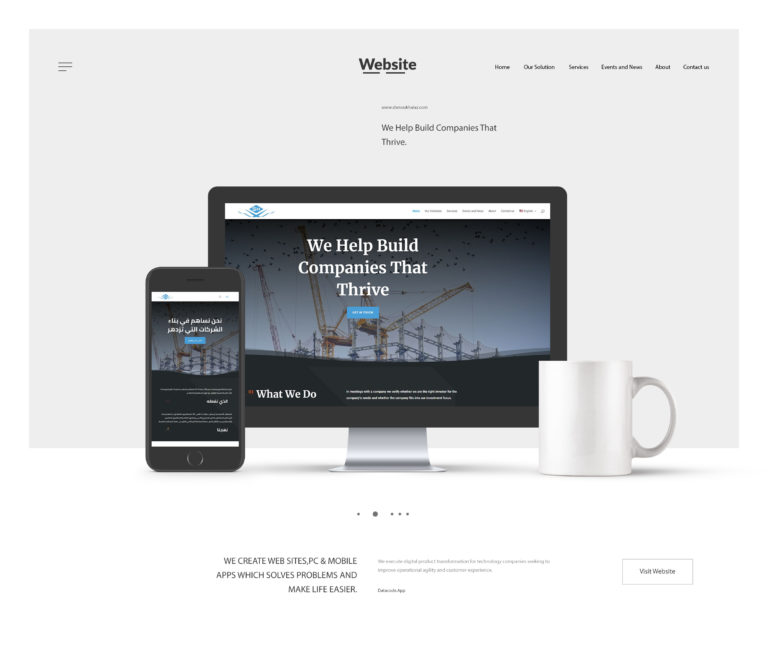 Website
Home Our Solution Services Events and News About Contact us
We Help Build Companies That
Thrive.
Home Our Solution Services Events and News About Contact us English
We Help Build
Companies That
Thrive
GET IN TOUCH
What We Do
In meetings with a company we verify whether we are the right investor for the
company's needs and whether the company fits into our investment focus.
نحن نساهم في بناء
الشركات التي تزدهر
الذي نفعله
نهجنا
WE CREATE WEB SITES,PC & MOBILE
APPS WHICH SOLVES PROBLEMS AND
MAKE LIFE EASIER.
We execute digital product transformation for technology companies seeking to
improve operational agility and customer experience.
Datacode.App
Visit Website